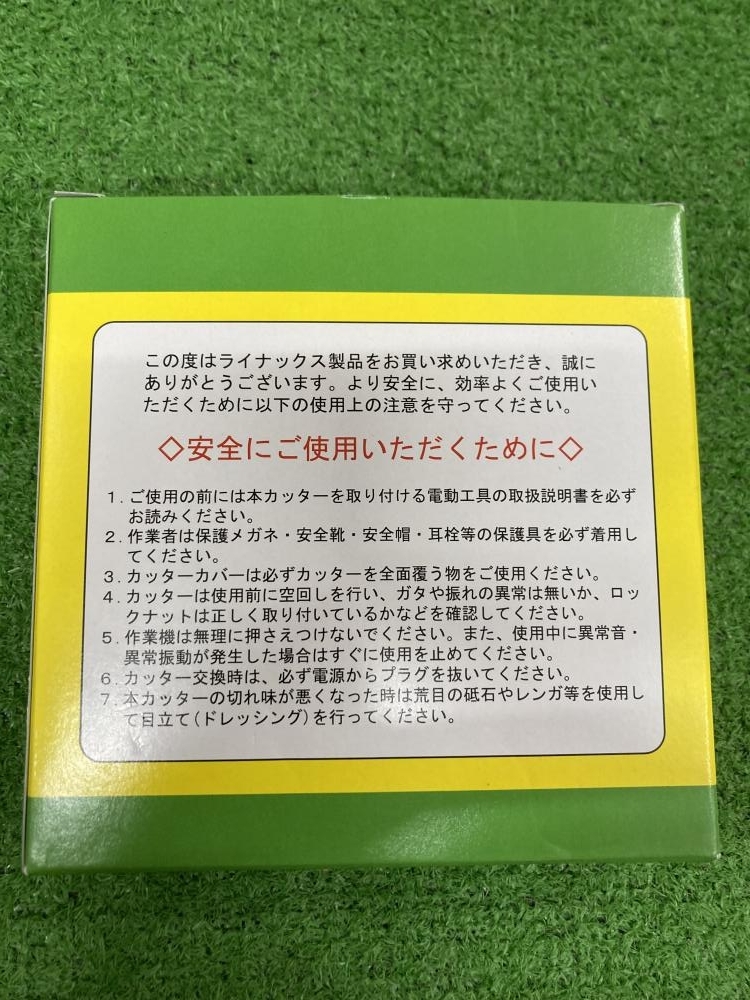 この度はライナックス製品をお買い求めいただき、誠に
ありがとうございます。より安全に、効率よくご使用い
ただくために以下の使用上の注意を守ってください。
◇安全にご使用いただくために◇
1. ご使用の前には本カッターを取り付ける電動工具の取扱説明書を必ず
お読みください。
2. 作業者は保護メガネ・安全靴・安全帽・耳栓等の保護具を必ず着用し
てください。
3. カッターカバーは必ずカッターを全面覆う物をご使用ください。
4. カッターは使用前に空回しを行い、ガタや振れの異常は無いか、ロッ
クナットは正しく取り付いているかなどを確認してください。
5. 作業機は無理に押さえつけないでください。また、使用中に異常音・
異常振動が発生した場合はすぐに使用を止めてください。
6. カッター交換時は、必ず電源からプラグを抜いてください。
7. 本カッターの切れ味が悪くなった時は荒目の砥石やレンガ等を使用し
て目立て(ドレッシング)を行ってください。